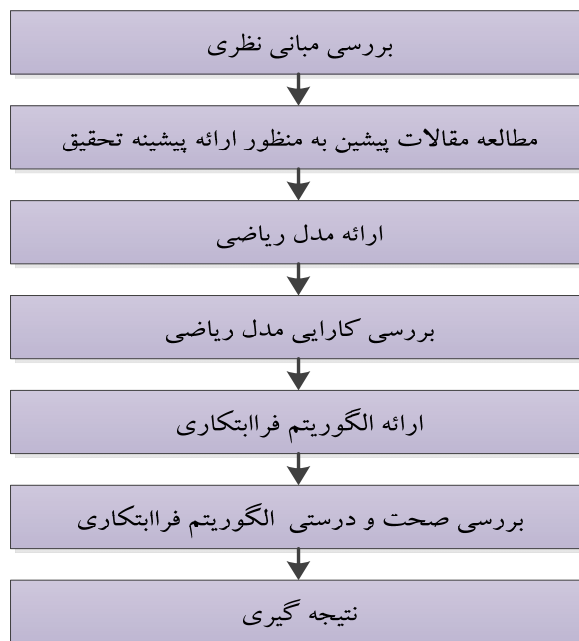 بررسی مبانی نظری
مطالعه مقالات پیشین به منظور ارائه پیشینه تحقیق
ارائه مدل ریاضی
بررسی کارایی مدل ریاضی
ارائه الگوریتم فراابتکاری
بررسی صحت و درستی الگوریتم فراابتکاری
نتیجه گیری